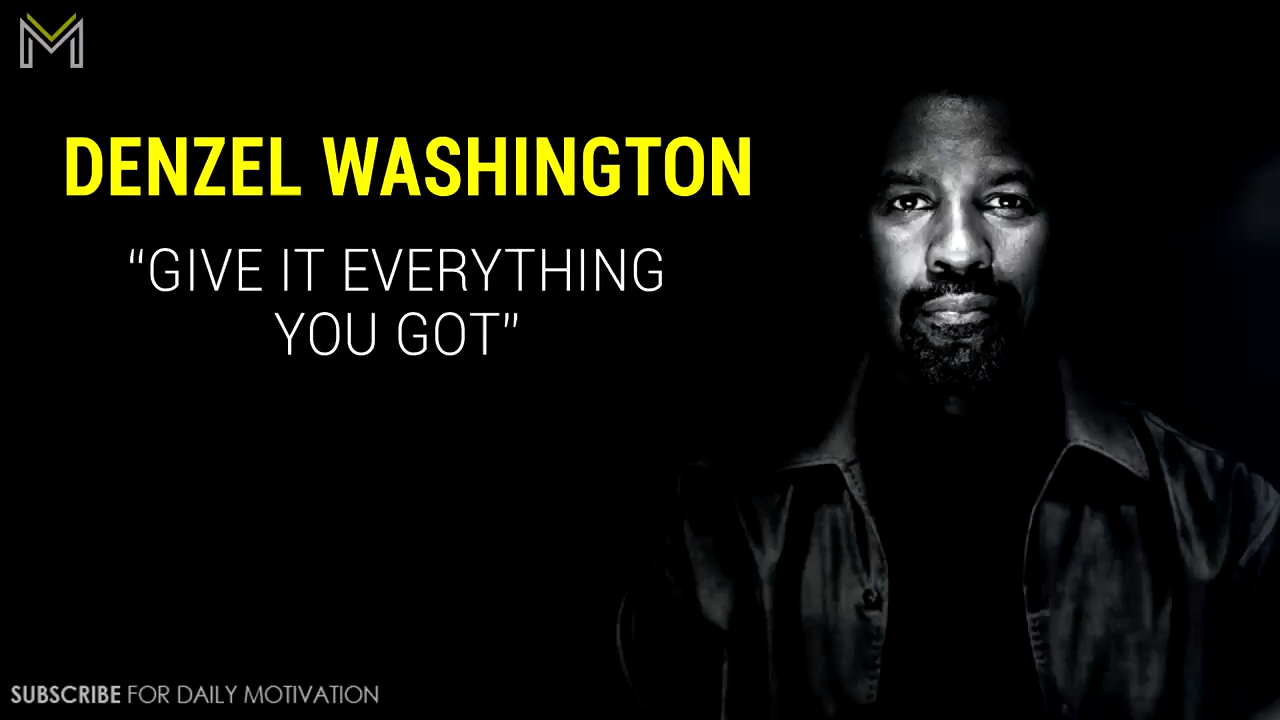 DENZEL WASHINGTON
“GIVE IT EVERYTHING
YOU GOT”
SUBSCRIBE FOR DAILY MOTIVATION